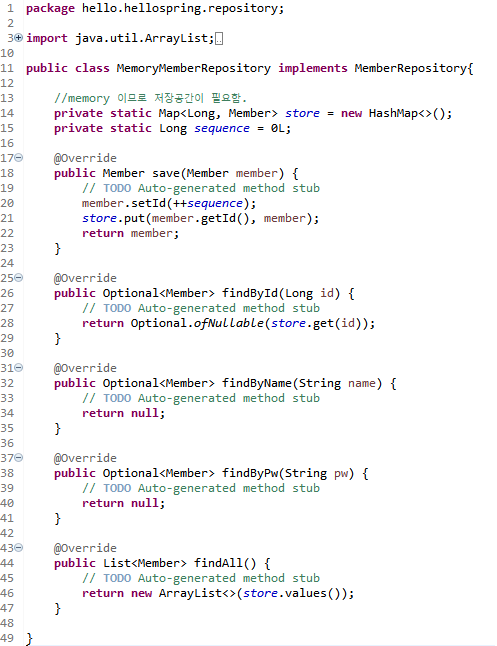 1 package hello.hellospring.repository;
2
3 import java.util.ArrayList;
10
11 public class MemoryMemberRepository implements MemberRepository{
12
13     //memory 이므로 저장공간이 필요함.
14     private static Map<Long, Member> store = new HashMap<>();
15     private static Long sequence = 0L;
16
17     @Override
18     public Member save(Member member) {
19         // TODO Auto-generated method stub
20         member.setId(++sequence);
21         store.put(member.getId(), member);
22         return member;
23     }
24
25     @Override
26     public Optional<Member> findById(Long id) {
27         // TODO Auto-generated method stub
28         return Optional.ofNullable(store.get(id));
29     }
30
31     @Override
32     public Optional<Member> findByName(String name) {
33         // TODO Auto-generated method stub
34         return null;
35     }
36
37     @Override
38     public Optional<Member> findByPw(String pw) {
39         // TODO Auto-generated method stub
40         return null;
41     }
42
43     @Override
44     public List<Member> findAll() {
45         // TODO Auto-generated method stub
46         return new ArrayList<>(store.values());
47     }
48
49 }